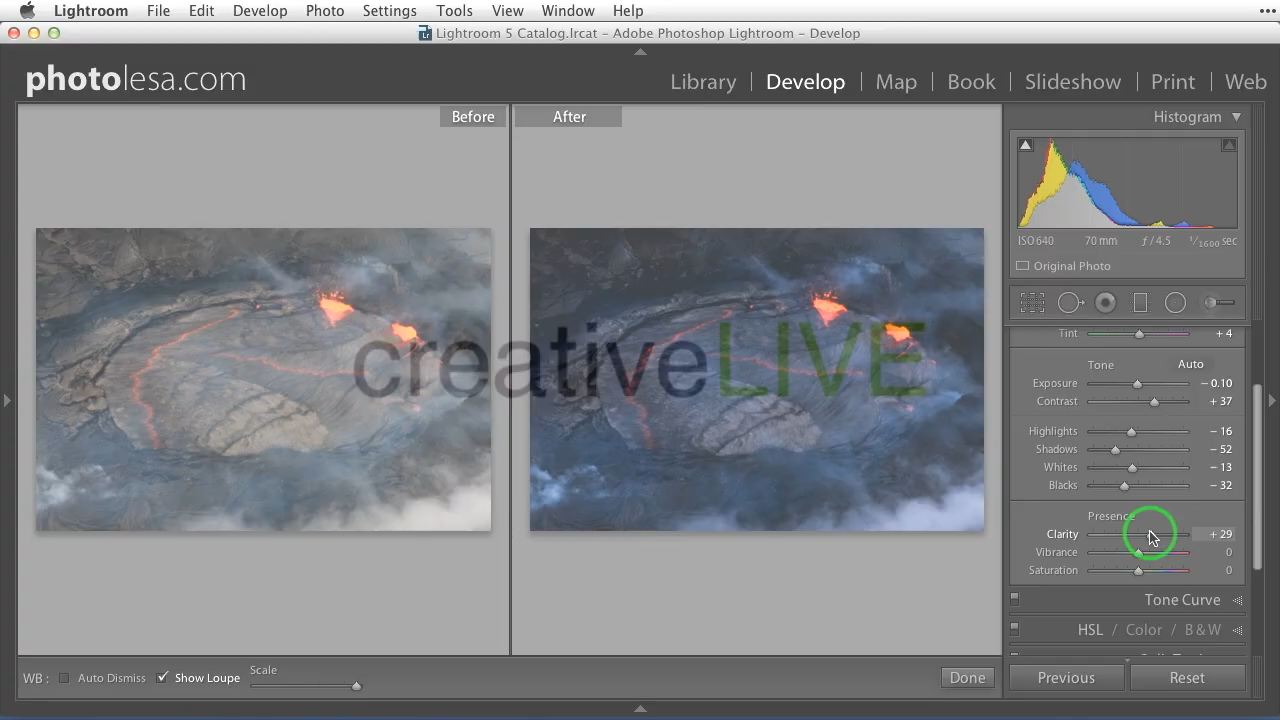 Lightroom File Edit Develop Photo Settings Tools View Window Help
Lightroom 5 Catalog.lrcat – Adobe Photoshop Lightroom – Develop
photolesa.com
Library | Develop | Map | Book | Slideshow | Print | Web
Before
After
Histogram
ISO 640 70 mm ƒ / 4.5 1/1600 sec
Original Photo
Tint + 4
Tone Auto
Exposure – 0.10
Contrast + 37
Highlights – 16
Shadows – 52
Whites – 13
Blacks – 32
Presence
Clarity + 29
Vibrance 0
Saturation 0
Tone Curve
HSL / Color / B & W
creativeLIVE
WB : Auto Dismiss Show Loupe Scale
Done
Previous
Reset